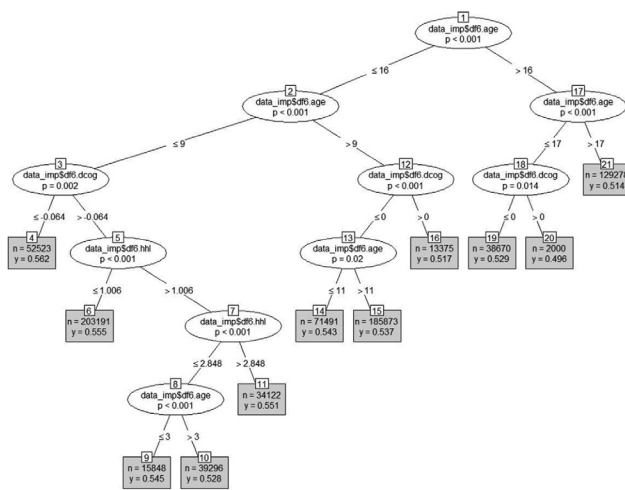 1
data_imp$df6.age
p < 0.001
≤ 16
> 16
2
data_imp$df6.age
p < 0.001
17
data_imp$df6.age
p < 0.001
≤ 9
> 9
≤ 17
> 17
3
data_imp$df6.dcog
p = 0.002
12
data_imp$df6.dcog
p < 0.001
18
data_imp$df6.dcog
p = 0.014
21
n = 129278
y = 0.514
≤ -0.064
> -0.064
≤ 0
> 0
≤ 0
> 0
4
n = 52523
y = 0.562
5
data_imp$df6.hhl
p < 0.001
13
data_imp$df6.age
p = 0.02
16
n = 13375
y = 0.517
19
n = 38670
y = 0.529
20
n = 2000
y = 0.496
≤ 1.006
> 1.006
≤ 11
> 11
6
n = 203191
y = 0.555
7
data_imp$df6.hhl
p < 0.001
14
n = 71491
y = 0.543
15
n = 185873
y = 0.537
≤ 2.848
> 2.848
8
data_imp$df6.age
p < 0.001
11
n = 34122
y = 0.551
≤ 3
> 3
9
n = 15848
y = 0.545
10
n = 39296
y = 0.528